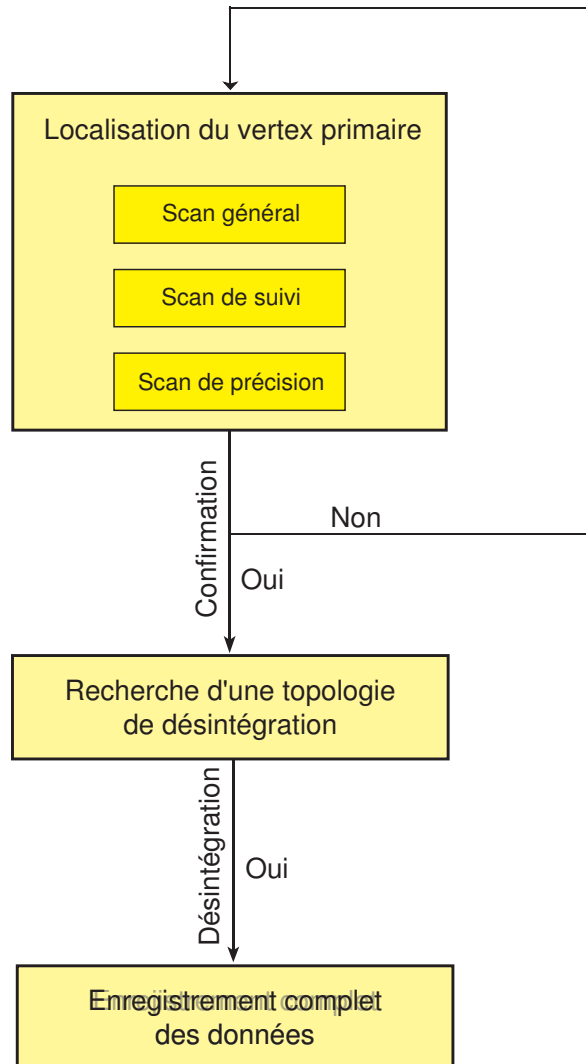 Localisation du vertex primaire
Scan général
Scan de suivi
Scan de précision
Confirmation
Non
Oui
Recherche d'une topologie
de désintégration
Désintégration
Oui
Enregistrement complet
des données